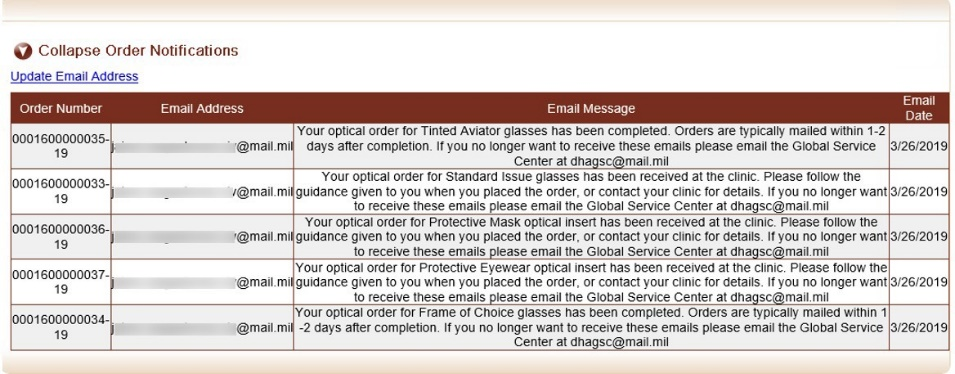 Collapse Order Notifications
Update Email Address
Order Number Email Address Email Message Email
Date
0001600000035-
19
j @mail.mil
Your optical order for Tinted Aviator glasses has been completed. Orders are typically mailed within 1-2
days after completion. If you no longer want to receive these emails please email the Global Service
Center at dhagsc@mail.mil
3/26/2019
0001600000033-
19
@mail.mil
Your optical order for Standard Issue glasses has been received at the clinic. Please follow the
guidance given to you when you placed the order, or contact your clinic for details. If you no longer want
to receive these emails please email the Global Service Center at dhagsc@mail.mil
3/26/2019
0001600000036-
19
@mail.mil
Your optical order for Protective Mask optical insert has been received at the clinic. Please follow the
guidance given to you when you placed the order, or contact your clinic for details. If you no longer want
to receive these emails please email the Global Service Center at dhagsc@mail.mil
3/26/2019
0001600000037-
19
@mail.mil
Your optical order for Protective Eyewear optical insert has been received at the clinic. Please follow the
guidance given to you when you placed the order, or contact your clinic for details. If you no longer want
to receive these emails please email the Global Service Center at dhagsc@mail.mil
3/26/2019
0001600000034-
19
@mail.mil
Your optical order for Frame of Choice glasses has been completed. Orders are typically mailed within 1
-2 days after completion. If you no longer want to receive these emails please email the Global Service
Center at dhagsc@mail.mil
3/26/2019